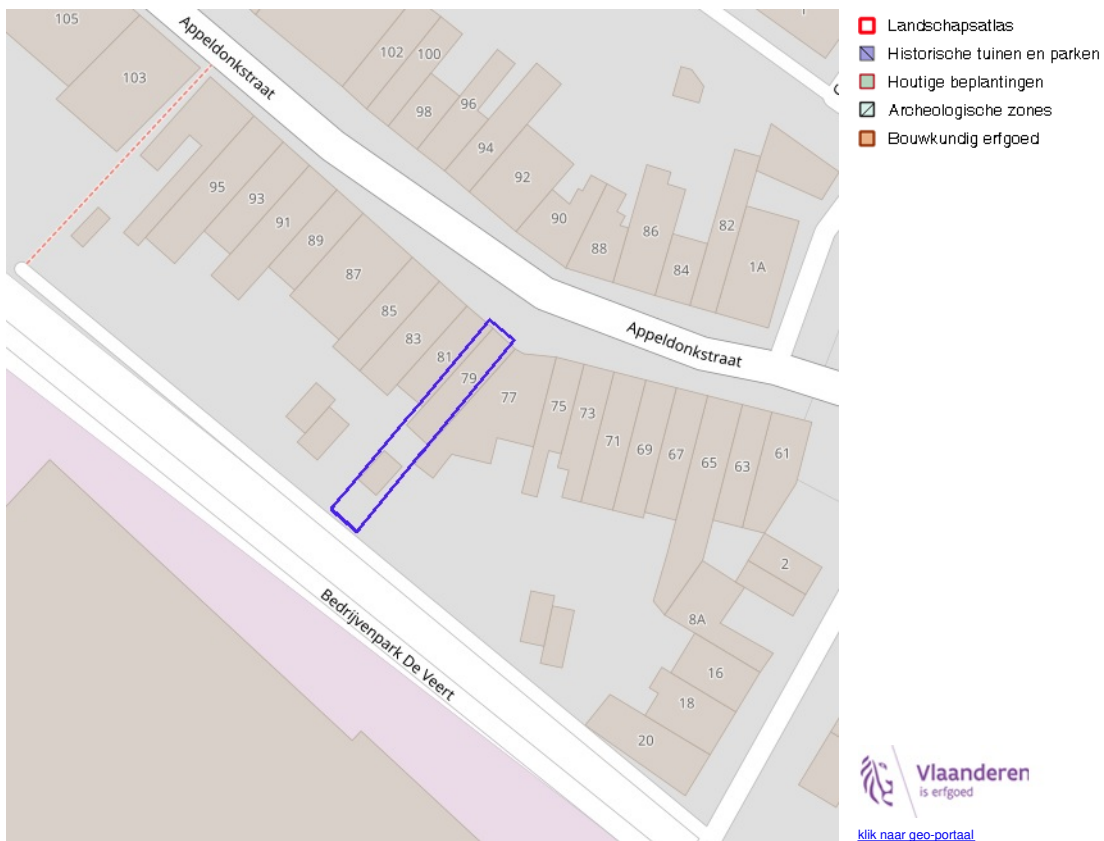 105
103
Appeldonkstraat
102
100
98
96
94
92
90
88
86
84
82
1A
95
93
91
89
87
85
83
81
79
77
75
73
71
69
67
65
63
61
Appeldonkstraat
2
8A
16
18
20
Bedrijvenpark De Veert
Landschapsatlas
Historische tuinen en parken
Houtige beplantingen
Archeologische zones
Bouwkundig erfgoed
Vlaanderen
is erfgoed
klik naar geo-portaal